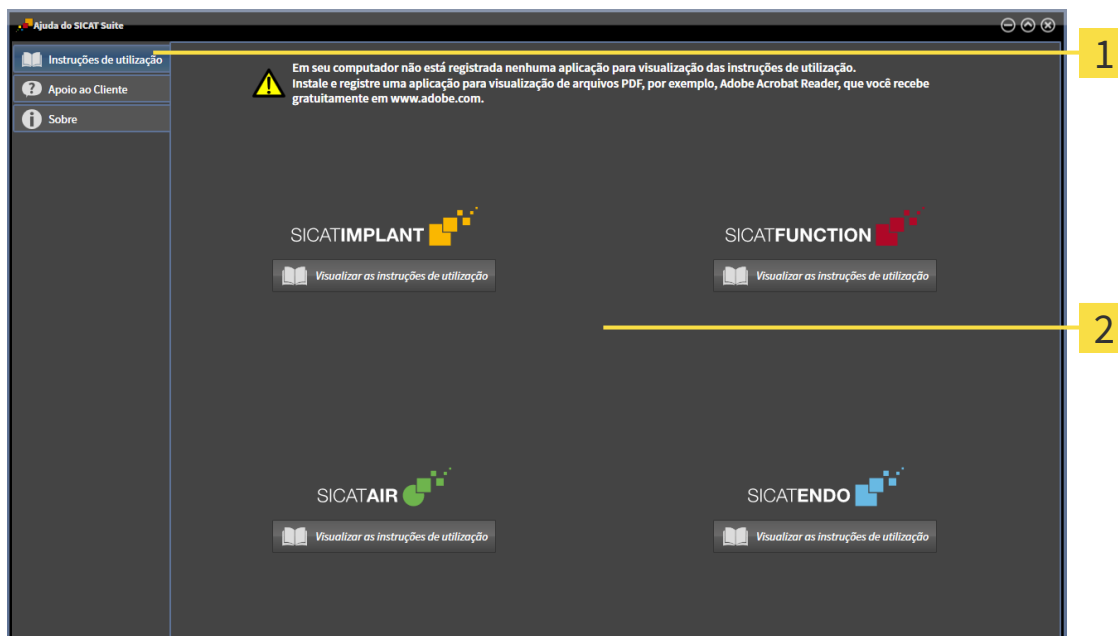 Ajuda do SICAT Suite
Instruções de utilização
1
Apoio ao Cliente
Sobre
Em seu computador não está registrada nenhuma aplicação para visualização das instruções de utilização.
Instale e registre uma aplicação para visualização de arquivos PDF, por exemplo, Adobe Acrobat Reader, que você recebe
gratuitamente em www.adobe.com.
SICATIMPLANT
SICATFUNCTION
Visualizar as instruções de utilização
Visualizar as instruções de utilização
2
SICATAIR
SICATENDO
Visualizar as instruções de utilização
Visualizar as instruções de utilização